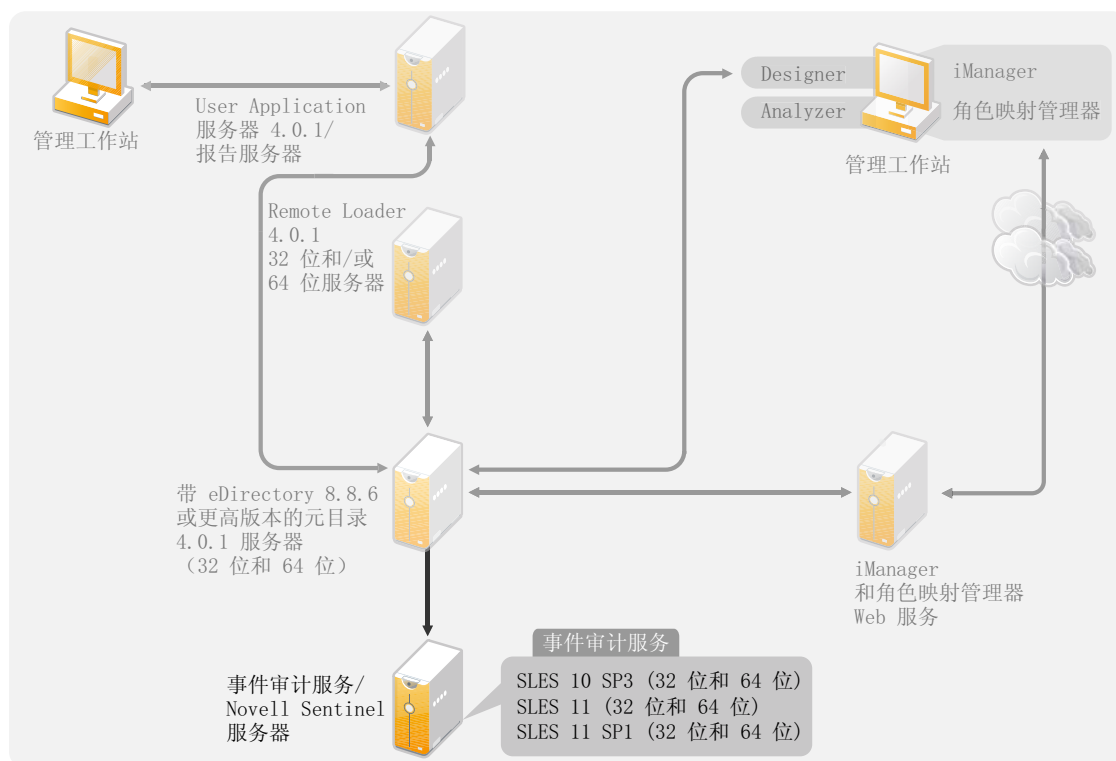 管理工作站
User Application
服务器 4.0.1/
报告服务器
Designer
Analyzer
iManager
角色映射管理器
管理工作站
Remote Loader
4.0.1
32 位和/或
64 位服务器
带 eDirectory 8.8.6
或更高版本的元目录
4.0.1 服务器
（32 位和 64 位）
iManager
和角色映射管理器
Web 服务
事件审计服务/
Novell Sentinel
服务器
事件审计服务
SLES 10 SP3 (32 位和 64 位)
SLES 11 (32 位和 64 位)
SLES 11 SP1 (32 位和 64 位)